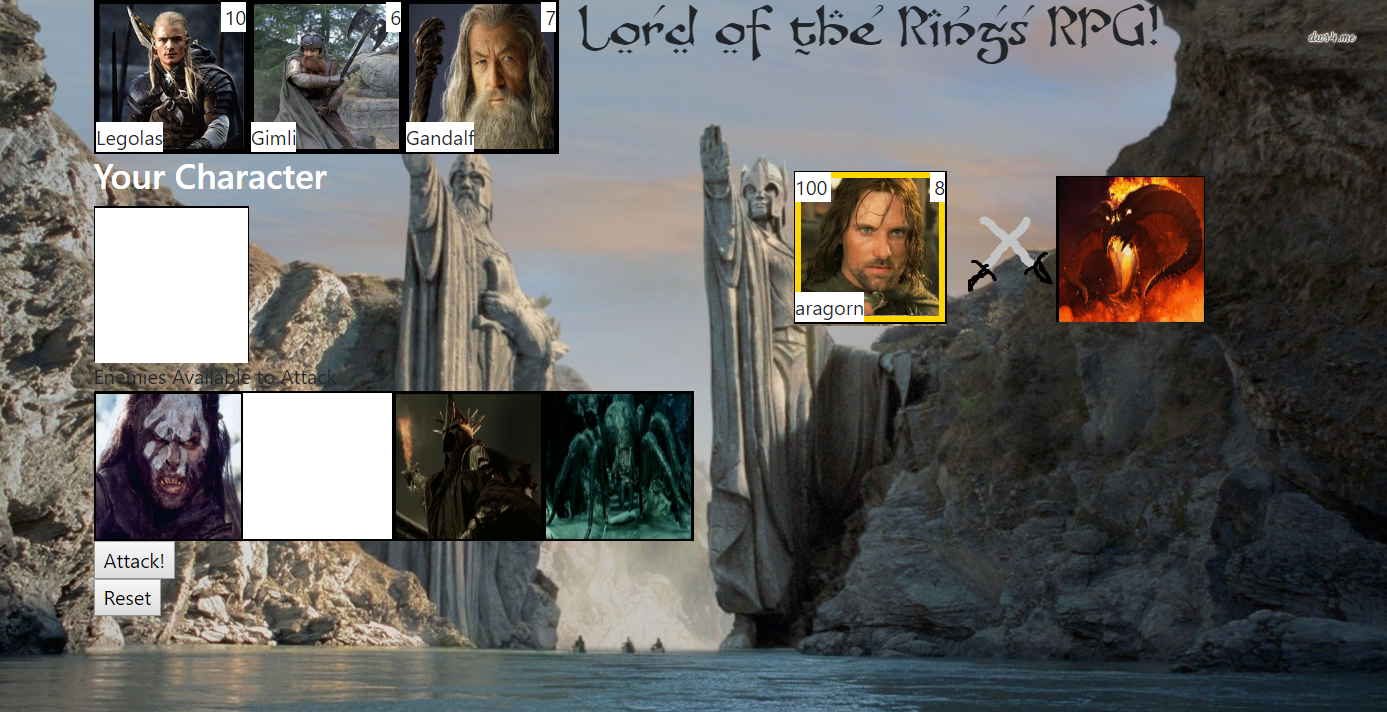 10
6
7
Lord of the Rings RPG!
dws4.me
Legolas
Gimli
Gandalf
Your Character
100
8
aragorn
Enemies Available to Attack
Attack!
Reset